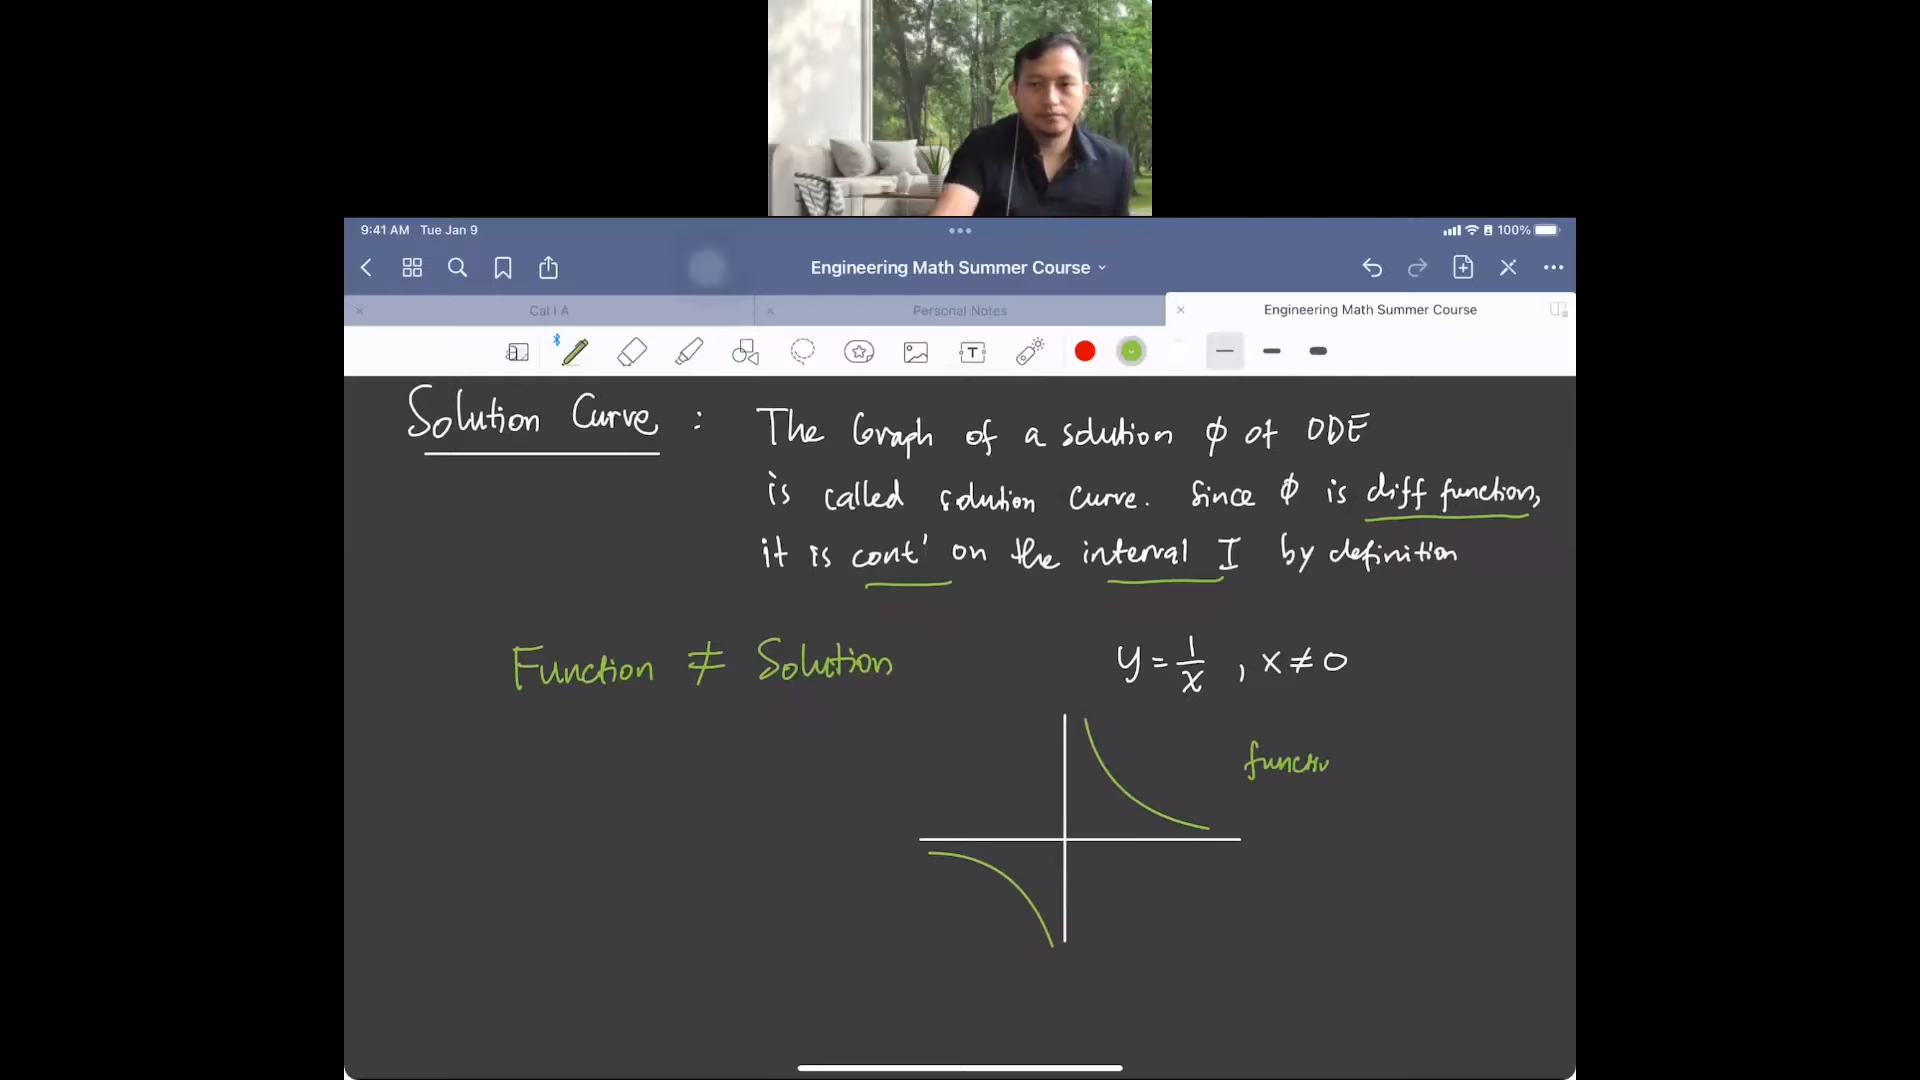 9:41 AM Tue Jan 9
100%
Engineering Math Summer Course
Cal I A
Personal Notes
Engineering Math Summer Course
Solution Curve : The Graph of a solution ϕ of ODE
is called solution curve. Since ϕ is diff function,
it is cont' on the interval I by definition
Function ≠ Solution
y = 1/x , x ≠ 0
functiv